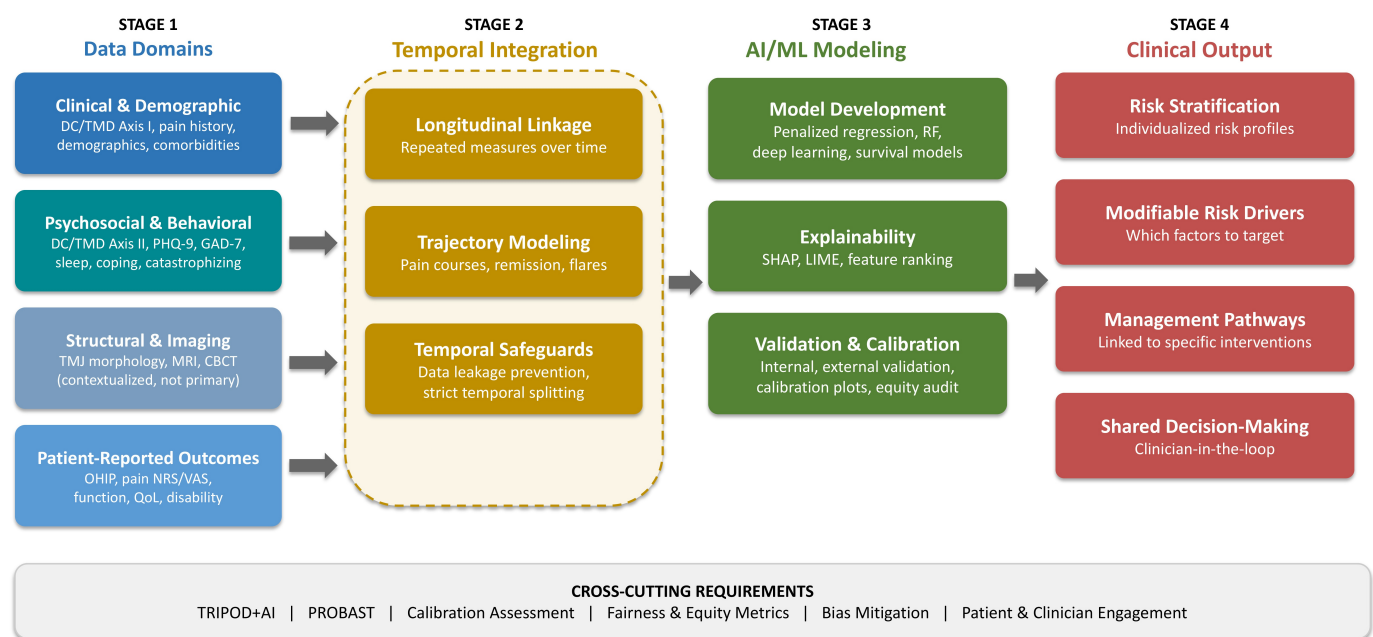 STAGE 1
Data Domains
Clinical & Demographic
DC/TMD Axis I, pain history,
demographics, comorbidities
Psychosocial & Behavioral
DC/TMD Axis II, PHQ-9, GAD-7,
sleep, coping, catastrophizing
Structural & Imaging
TMJ morphology, MRI, CBCT
(contextualized, not primary)
Patient-Reported Outcomes
OHIP, pain NRS/VAS,
function, QoL, disability
STAGE 2
Temporal Integration
Longitudinal Linkage
Repeated measures over time
Trajectory Modeling
Pain courses, remission, flares
Temporal Safeguards
Data leakage prevention,
strict temporal splitting
STAGE 3
AI/ML Modeling
Model Development
Penalized regression, RF,
deep learning, survival models
Explainability
SHAP, LIME, feature ranking
Validation & Calibration
Internal, external validation,
calibration plots, equity audit
STAGE 4
Clinical Output
Risk Stratification
Individualized risk profiles
Modifiable Risk Drivers
Which factors to target
Management Pathways
Linked to specific interventions
Shared Decision-Making
Clinician-in-the-loop
CROSS-CUTTING REQUIREMENTS
TRIPOD+AI | PROBAST | Calibration Assessment | Fairness & Equity Metrics | Bias Mitigation | Patient & Clinician Engagement